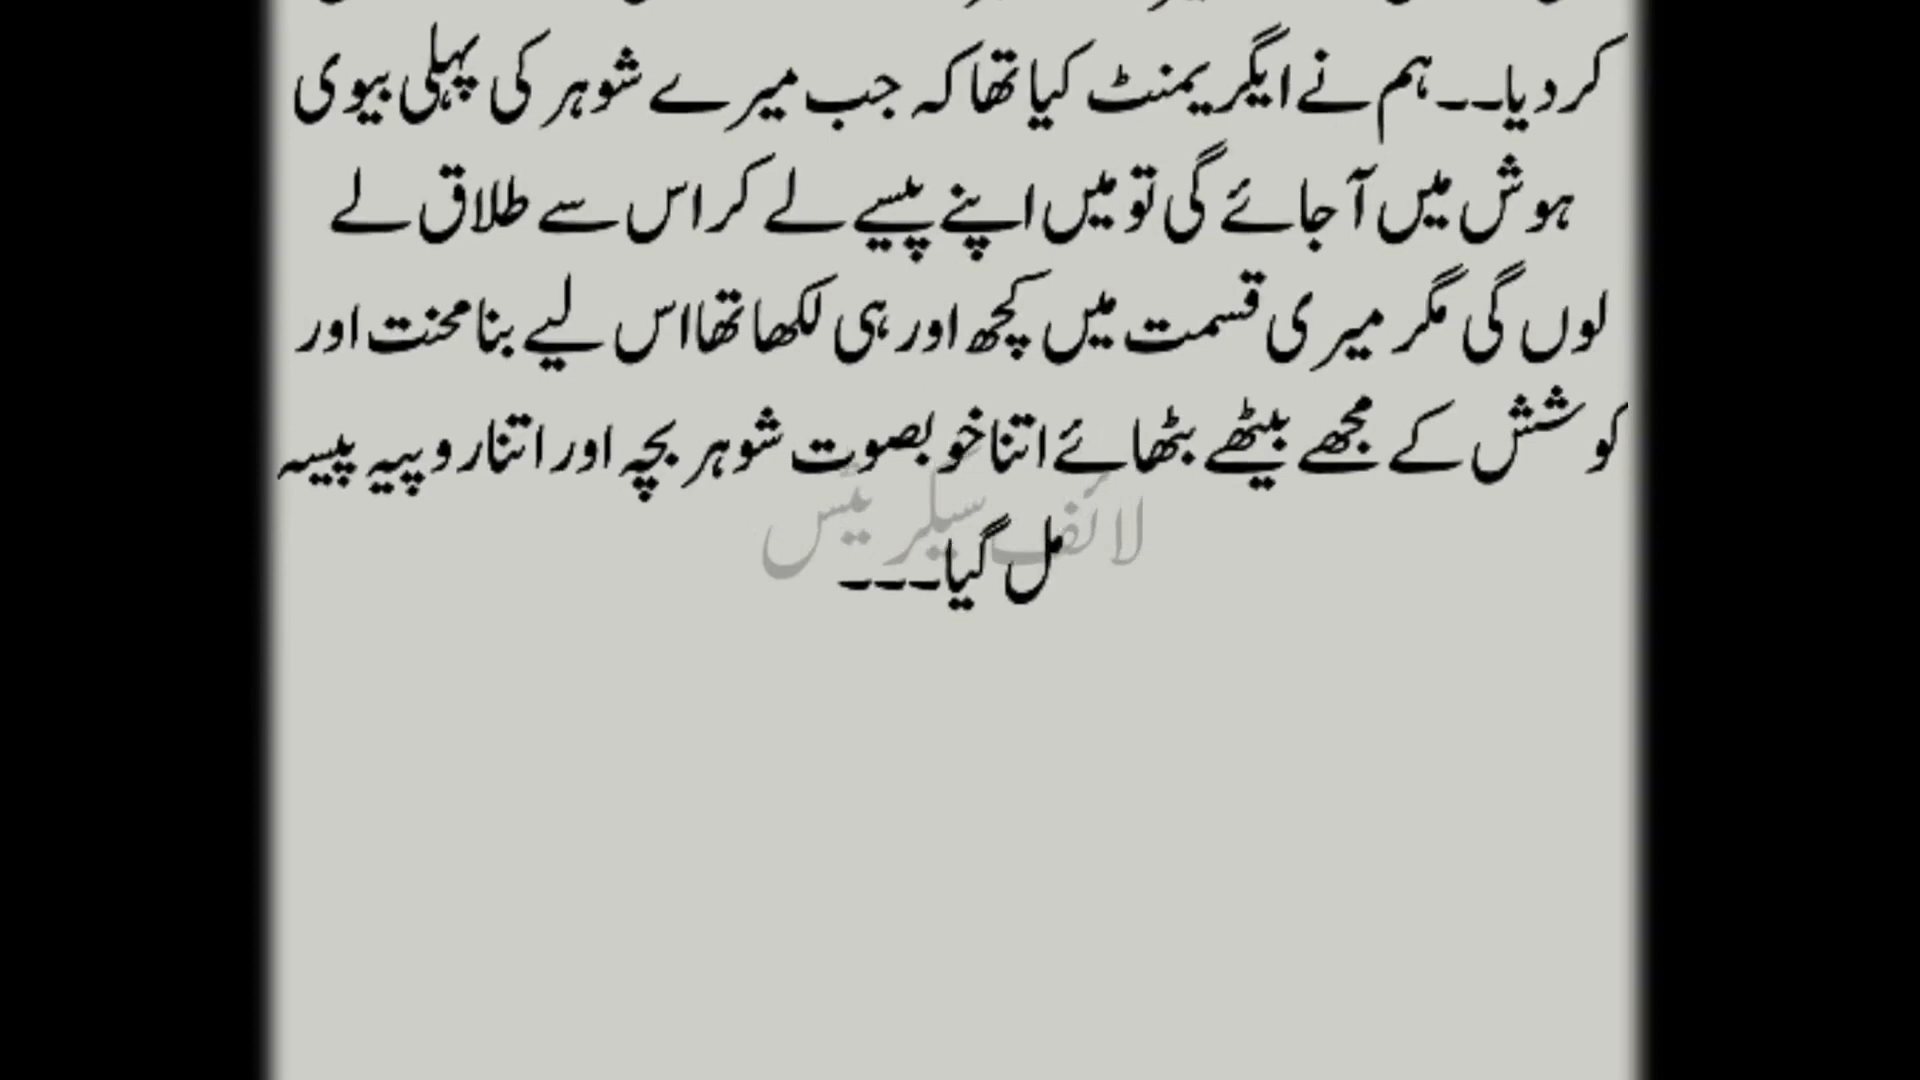 کر دیا۔۔ ہم نے ایگریمنٹ کیا تھا کہ جب میرے شوہر کی پہلی بیوی
ہوش میں آ جائے گی تو میں اپنے پیسے لے کر اس سے طلاق لے
لوں گی مگر میری قسمت میں کچھ اور ہی لکھا تھا اس لیے بنا محنت اور
کوشش کے مجھے بیٹھے بٹھائے اتنا خوبصوت شوہر بچہ اور اتنا روپیہ پیسہ
لائف سیکریٹس
مل گیا۔۔۔۔